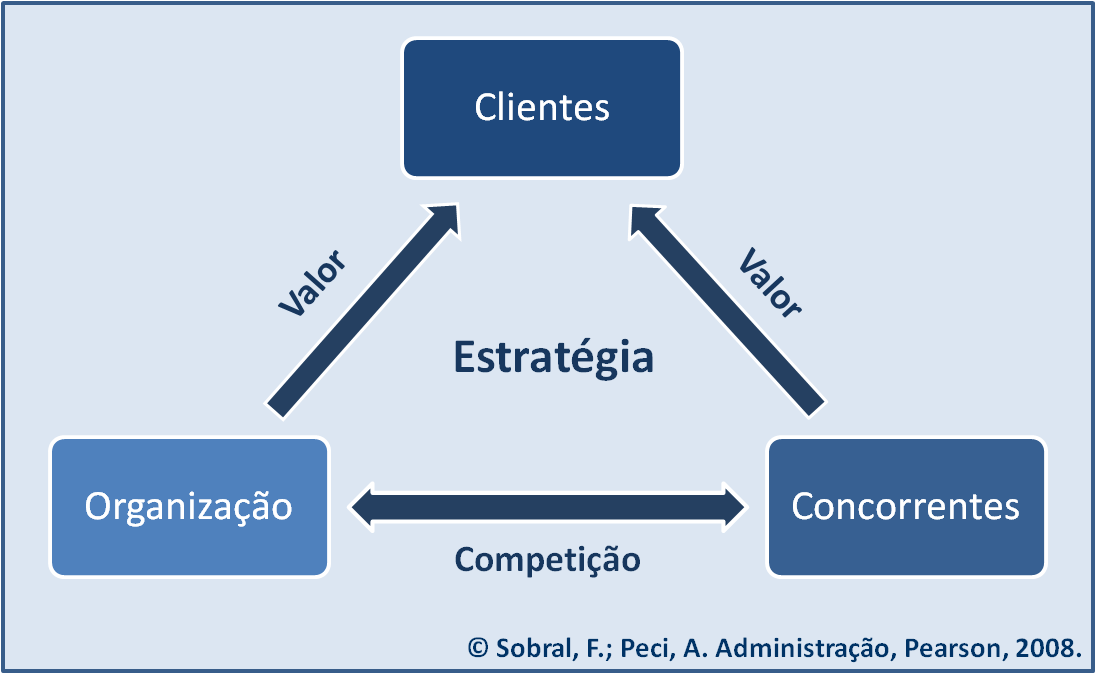 Clientes
Valor
Valor
Estratégia
Organização
Concorrentes
Competição
© Sobral, F.; Peci, A. Administração, Pearson, 2008.